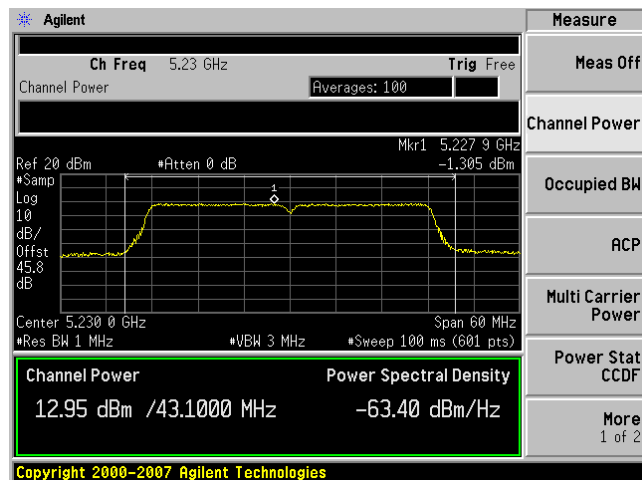 Agilent
Measure
Ch Freq 5.23 GHz Trig Free
Channel Power Averages: 100
Mkr1 5.227 9 GHz
Ref 20 dBm #Atten 0 dB -1.305 dBm
#Samp
Log
10
dB/
Offst
45.8
dB
1
Center 5.230 0 GHz Span 60 MHz
#Res BW 1 MHz #VBW 3 MHz #Sweep 100 ms (601 pts)
Channel Power Power Spectral Density
12.95 dBm /43.1000 MHz -63.40 dBm/Hz
Copyright 2000-2007 Agilent Technologies
Meas Off
Channel Power
Occupied BW
ACP
Multi Carrier
Power
Power Stat
CCDF
More
1 of 2